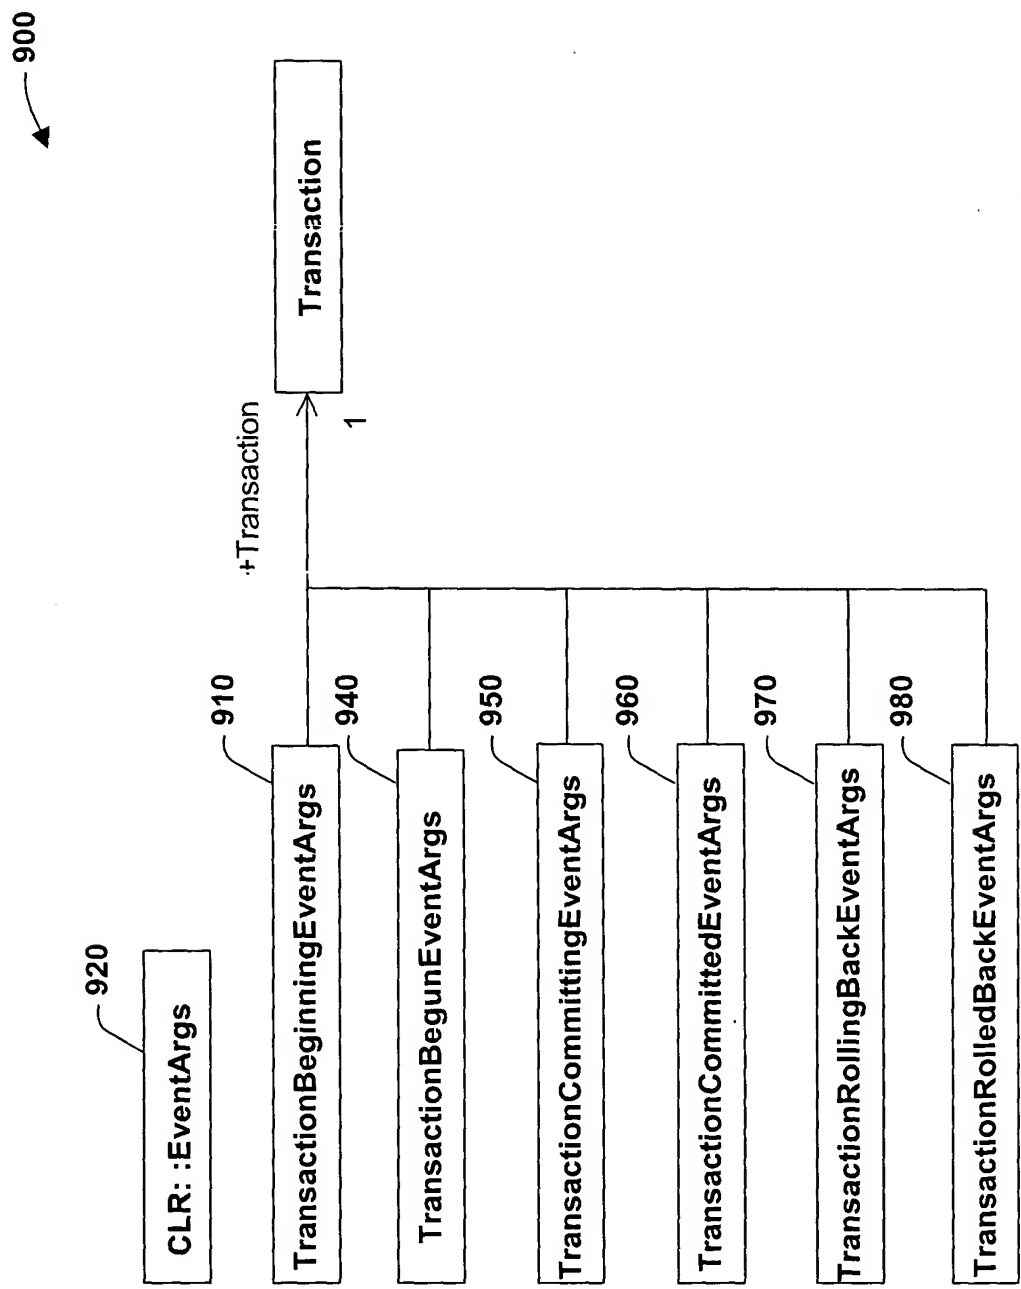 900
920
CLR: :EventArgs
910
TransactionBeginningEventArgs
+Transaction
1
Transaction
940
TransactionBegunEventArgs
950
TransactionCommittingEventArgs
960
TransactionCommittedEventArgs
970
TransactionRollingBackEventArgs
980
TransactionRolledBackEventArgs